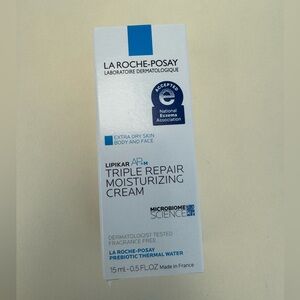 LA ROCHE-POSAY
LABORATOIRE DERMATOLOGIQUE
ACCEPTED
e
National
Eczema
Association
EXTRA DRY SKIN
BODY AND FACE
LIPIKAR AP+M
TRIPLE REPAIR
MOISTURIZING
CREAM
MICROBIOME
SCIENCE
DERMATOLOGIST TESTED
FRAGRANCE FREE
LA ROCHE-POSAY
PREBIOTIC THERMAL WATER
15 mL - 0.5 FL.OZ Made in France